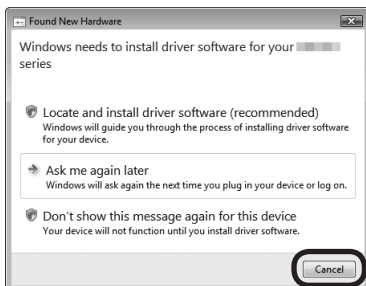 Found New Hardware
Windows needs to install driver software for your
series
Locate and install driver software (recommended)
Windows will guide you through the process of installing driver software
for your device.
Ask me again later
Windows will ask again the next time you plug in your device or log on.
Don't show this message again for this device
Your device will not function until you install driver software.
Cancel